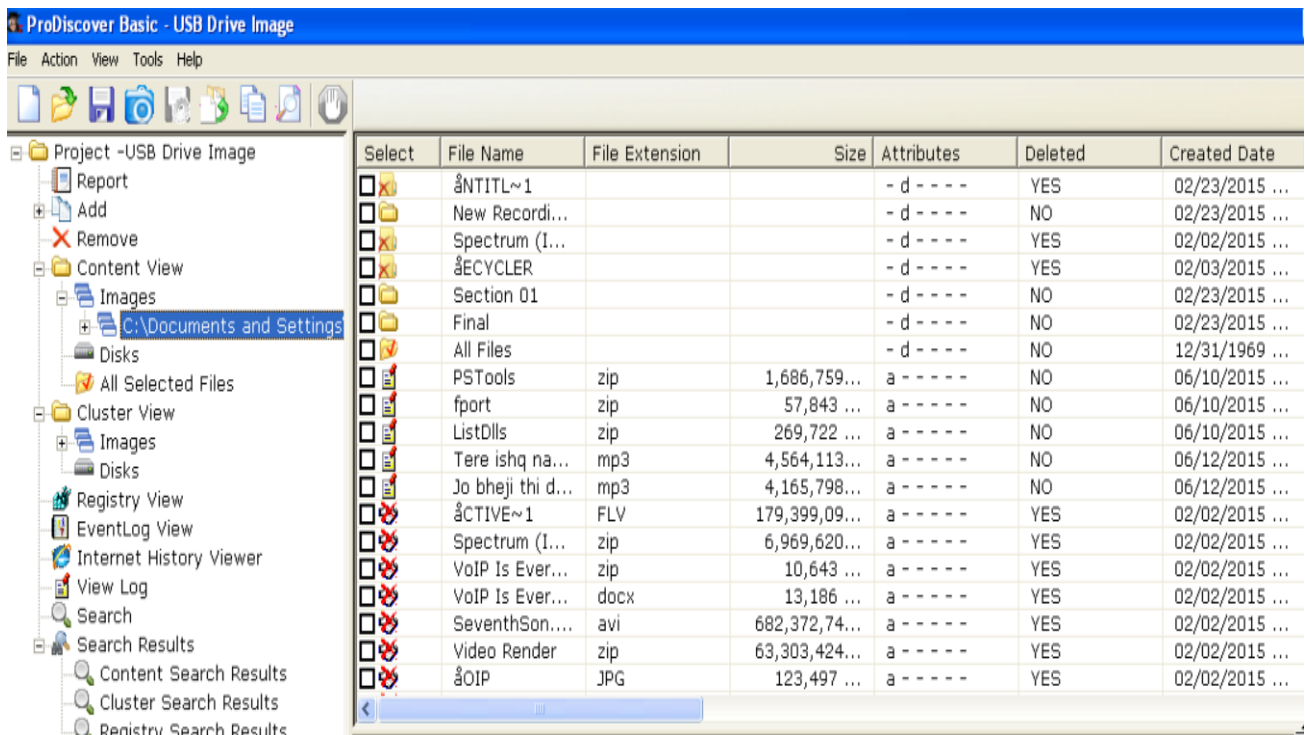 ProDiscover Basic - USB Drive Image
File Action View Tools Help
Project -USB Drive Image
Report
Add
Remove
Content View
Images
C:\Documents and Settings\
Disks
All Selected Files
Cluster View
Images
Disks
Registry View
EventLog View
Internet History Viewer
View Log
Search
Search Results
Content Search Results
Cluster Search Results
Registry Search Results
Select File Name File Extension Size Attributes Deleted Created Date
åNTITL~1 - d - - - - YES 02/23/2015 ...
New Recordi... - d - - - - NO 02/23/2015 ...
Spectrum (I... - d - - - - YES 02/02/2015 ...
åECYCLER - d - - - - YES 02/03/2015 ...
Section 01 - d - - - - NO 02/23/2015 ...
Final - d - - - - NO 02/23/2015 ...
All Files - d - - - - NO 12/31/1969 ...
PSTools zip 1,686,759... a - - - - - NO 06/10/2015 ...
fport zip 57,843 ... a - - - - - NO 06/10/2015 ...
ListDlls zip 269,722 ... a - - - - - NO 06/10/2015 ...
Tere ishq na... mp3 4,564,113... a - - - - - NO 06/12/2015 ...
Jo bheji thi d... mp3 4,165,798... a - - - - - NO 06/12/2015 ...
åCTIVE~1 FLV 179,399,09... a - - - - - YES 02/02/2015 ...
Spectrum (I... zip 6,969,620... a - - - - - YES 02/02/2015 ...
VoIP Is Ever... zip 10,643 ... a - - - - - YES 02/02/2015 ...
VoIP Is Ever... docx 13,186 ... a - - - - - YES 02/02/2015 ...
SeventhSon.... avi 682,372,74... a - - - - - YES 02/02/2015 ...
Video Render zip 63,303,424... a - - - - - YES 02/02/2015 ...
åOIP JPG 123,497 ... a - - - - - YES 02/02/2015 ...